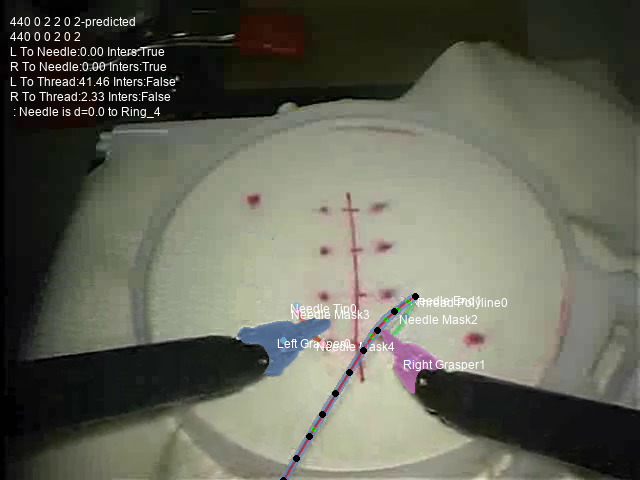 440 0 2 2 0 2-predicted
440 0 0 2 0 2
L To Needle:0.00 Inters:True
R To Needle:0.00 Inters:True
L To Thread:41.46 Inters:False
R To Thread:2.33 Inters:False
: Needle is d=0.0 to Ring_4
Needle End1
Thread Polyline0
Needle Tip0
Needle Mask3
Needle Mask2
Left Grasper0
Needle Mask4
Right Grasper1